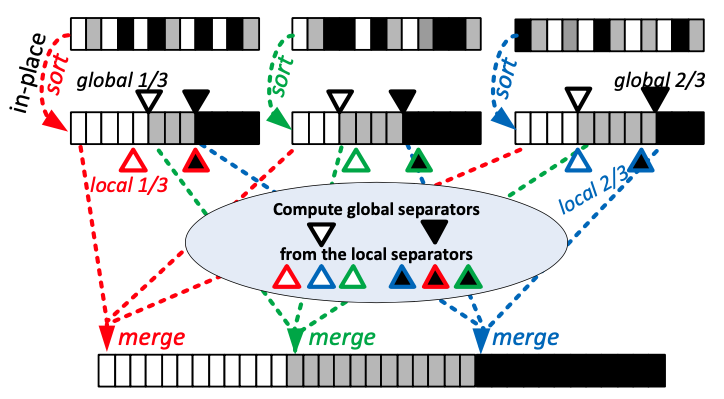 in-place
sort
sort
sort
global 1/3
global 2/3
local 1/3
local 2/3
Compute global separators
from the local separators
merge
merge
merge